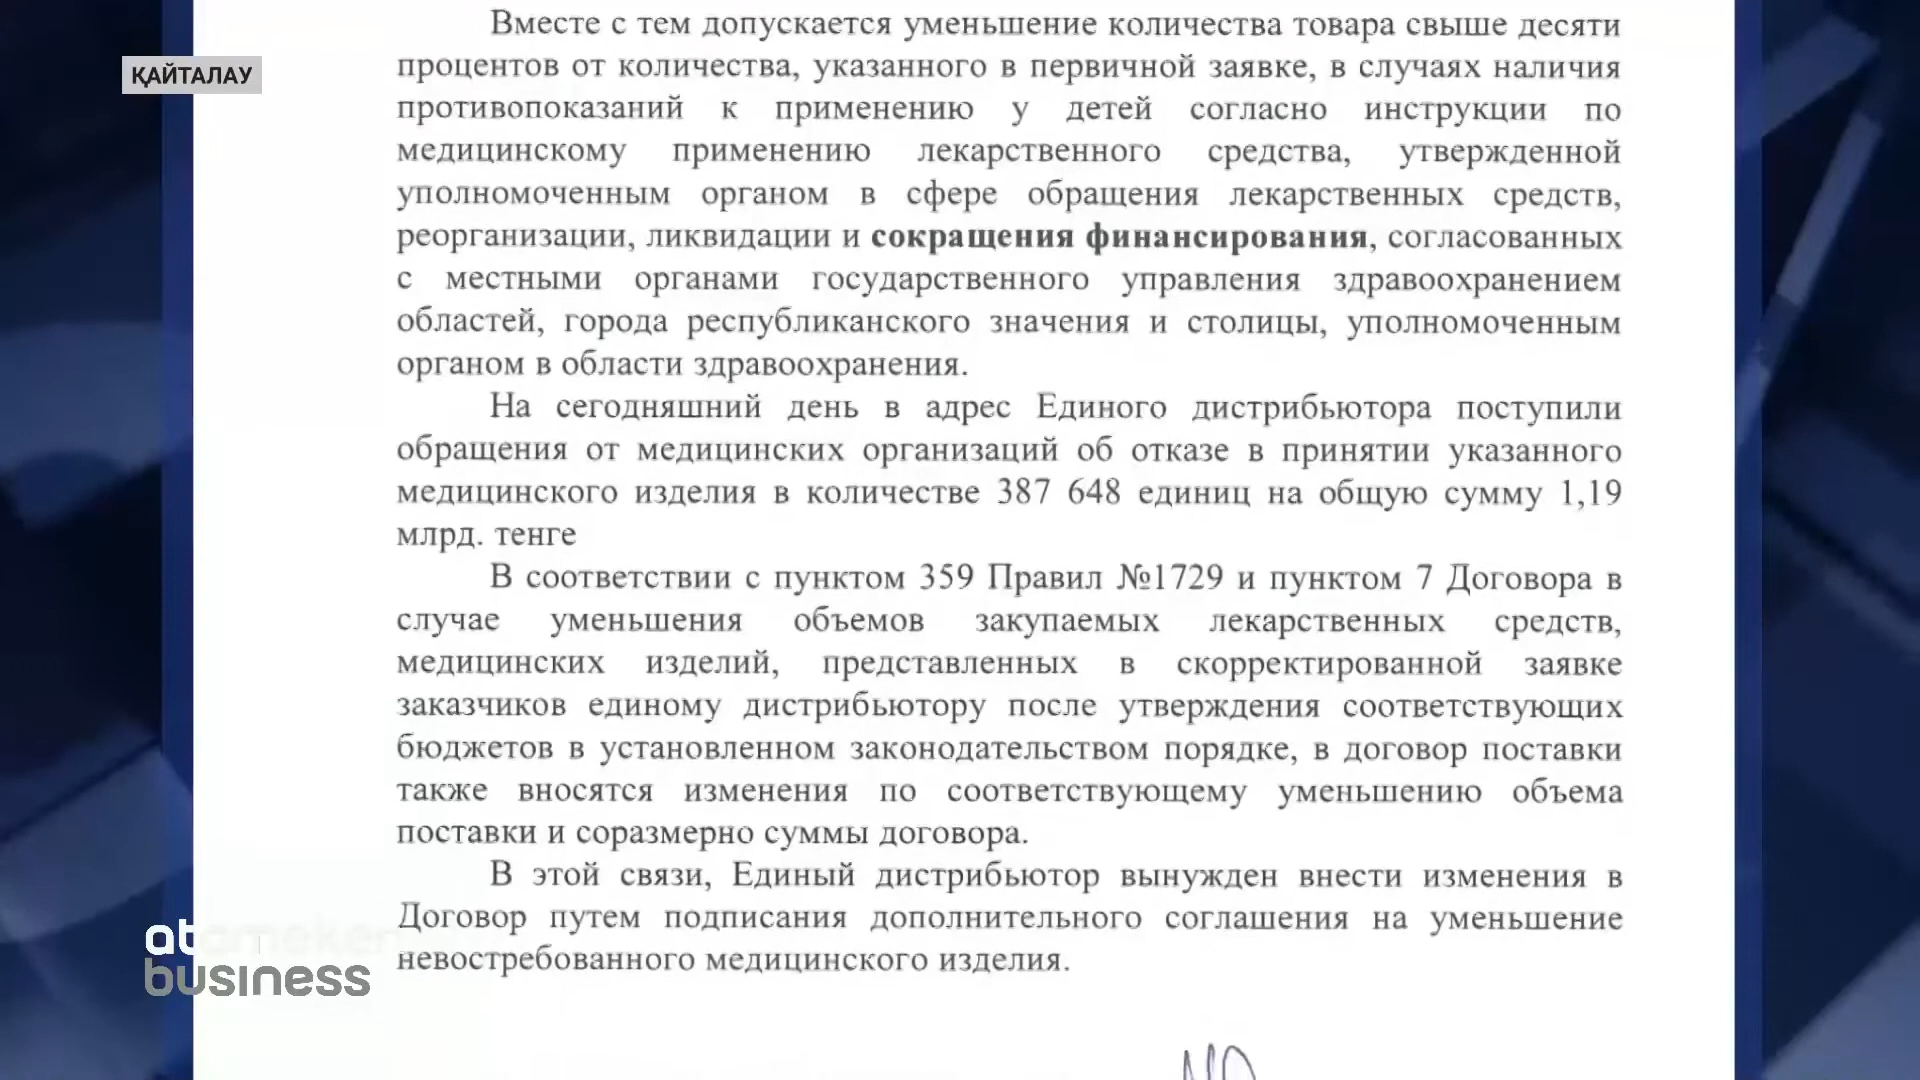 Вместе с тем допускается уменьшение количества товара свыше десяти
ҚАЙТАЛАУ
процентов от количества, указанного в первичной заявке, в случаях наличия
противопоказаний к применению у детей согласно инструкции по
медицинскому применению лекарственного средства, утвержденной
уполномоченным органом в сфере обращения лекарственных средств,
реорганизации, ликвидации и сокращения финансирования, согласованных
с местными органами государственного управления здравоохранением
областей, города республиканского значения и столицы, уполномоченным
органом в области здравоохранения.
На сегодняшний день в адрес Единого дистрибьютора поступили
обращения от медицинских организаций об отказе в принятии указанного
медицинского изделия в количестве 387 648 единиц на общую сумму 1,19
млрд. тенге
В соответствии с пунктом 359 Правил №1729 и пунктом 7 Договора в
случае уменьшения объемов закупаемых лекарственных средств,
медицинских изделий, представленных в скорректированной заявке
заказчиков единому дистрибьютору после утверждения соответствующих
бюджетов в установленном законодательством порядке, в договор поставки
также вносятся изменения по соответствующему уменьшению объема
поставки и соразмерно суммы договора.
В этой связи, Единый дистрибьютор вынужден внести изменения в
Договор путем подписания дополнительного соглашения на уменьшение
невостребованного медицинского изделия.
atameken
business